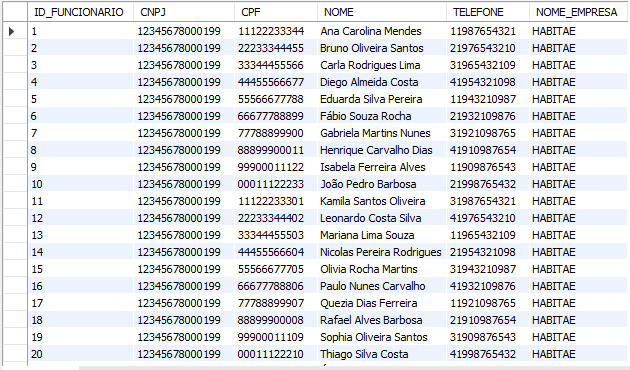 ID_FUNCIONARIO CNPJ CPF NOME TELEFONE NOME_EMPRESA
1 12345678000199 11122233344 Ana Carolina Mendes 11987654321 HABITAE
2 12345678000199 22233344455 Bruno Oliveira Santos 21976543210 HABITAE
3 12345678000199 33344455566 Carla Rodrigues Lima 31965432109 HABITAE
4 12345678000199 44455566677 Diego Almeida Costa 41954321098 HABITAE
5 12345678000199 55566677788 Eduarda Silva Pereira 11943210987 HABITAE
6 12345678000199 66677788899 Fábio Souza Rocha 21932109876 HABITAE
7 12345678000199 77788899900 Gabriela Martins Nunes 31921098765 HABITAE
8 12345678000199 88899900011 Henrique Carvalho Dias 41910987654 HABITAE
9 12345678000199 99900011122 Isabela Ferreira Alves 11909876543 HABITAE
10 12345678000199 00011122233 João Pedro Barbosa 21998765432 HABITAE
11 12345678000199 11122233301 Kamila Santos Oliveira 31987654321 HABITAE
12 12345678000199 22233344402 Leonardo Costa Silva 41976543210 HABITAE
13 12345678000199 33344455503 Mariana Lima Souza 11965432109 HABITAE
14 12345678000199 44455566604 Nicolas Pereira Rodrigues 21954321098 HABITAE
15 12345678000199 55566677705 Olivia Rocha Martins 31943210987 HABITAE
16 12345678000199 66677788806 Paulo Nunes Carvalho 41932109876 HABITAE
17 12345678000199 77788899907 Quezia Dias Ferreira 11921098765 HABITAE
18 12345678000199 88899900008 Rafael Alves Barbosa 21910987654 HABITAE
19 12345678000199 99900011109 Sophia Oliveira Santos 31909876543 HABITAE
20 12345678000199 00011122210 Thiago Silva Costa 41998765432 HABITAE